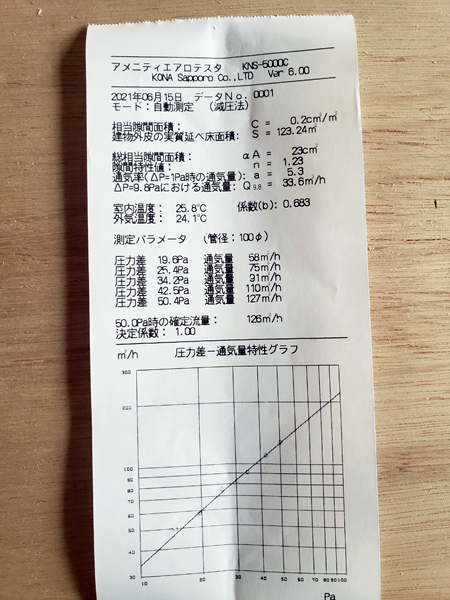 アメニティエアロテスタ KNS-5000C
KONA Sapporo Co.,LTD Ver 6.00
2021年06月15日 データNo. 0001
モード：自動測定 （減圧法）
相当隙間面積： C = 0.2c㎡/㎡
建物外皮の実質延べ床面積： S = 123.24㎡
総相当隙間面積： αA = 23c㎡
隙間特性値： n = 1.23
通気率(ΔP=1Pa時の通気量)： a = 5.3
ΔP=9.8Paにおける通気量： Q9.8 = 33.6㎥/h
室内温度： 25.8℃ 係数(b)： 0.683
外気温度： 24.1℃
測定パラメータ （管径：100φ）
圧力差 19.6Pa 通気量 58㎥/h
圧力差 25.4Pa 通気量 75㎥/h
圧力差 34.2Pa 通気量 91㎥/h
圧力差 42.5Pa 通気量 110㎥/h
圧力差 50.4Pa 通気量 127㎥/h
50.0Pa時の確定流量： 126㎥/h
決定係数： 1.00
㎥/h 圧力差－通気量特性グラフ
300
200
100
90
80
70
60
50
40
30
10 20 30 40 50 60 70 80 90 100
Pa